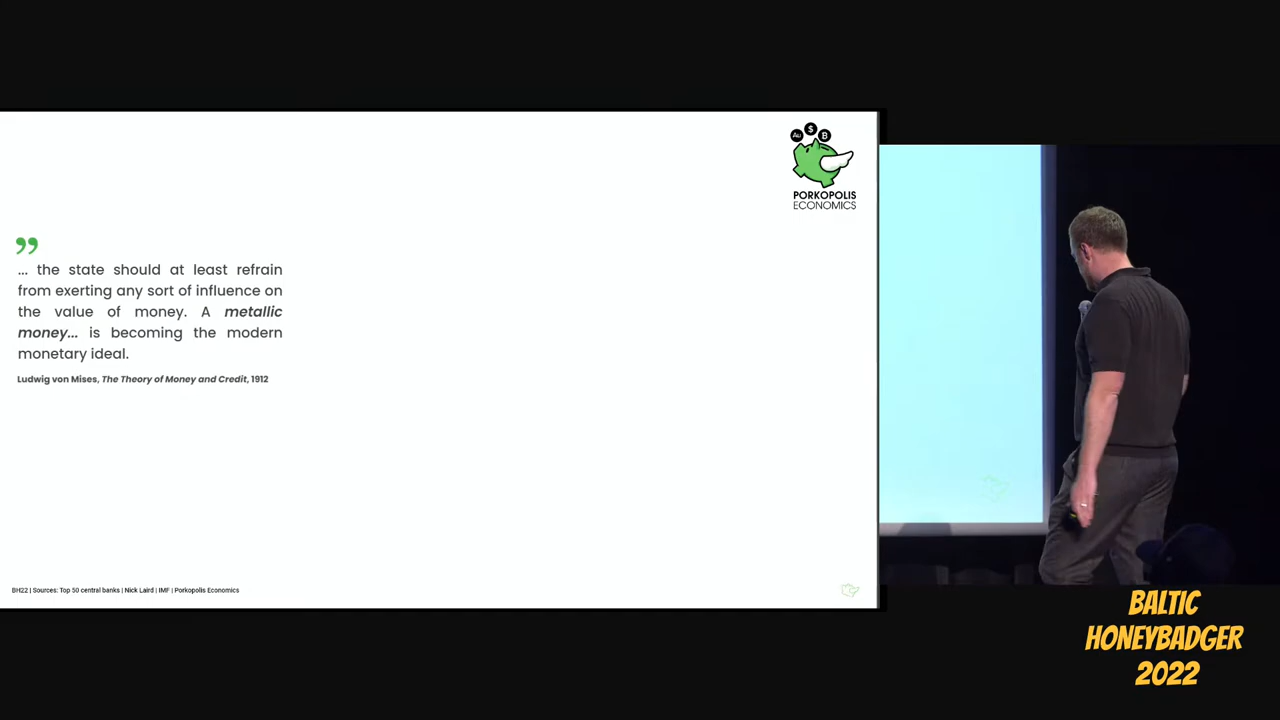 Au $ B
PORKOPOLIS
ECONOMICS
”
... the state should at least refrain
from exerting any sort of influence on
the value of money. A metallic
money... is becoming the modern
monetary ideal.
Ludwig von Mises, The Theory of Money and Credit, 1912
BH22 | Sources: Top 50 central banks | Nick Laird | IMF | Porkopolis Economics
BALTIC
HONEYBADGER
2022